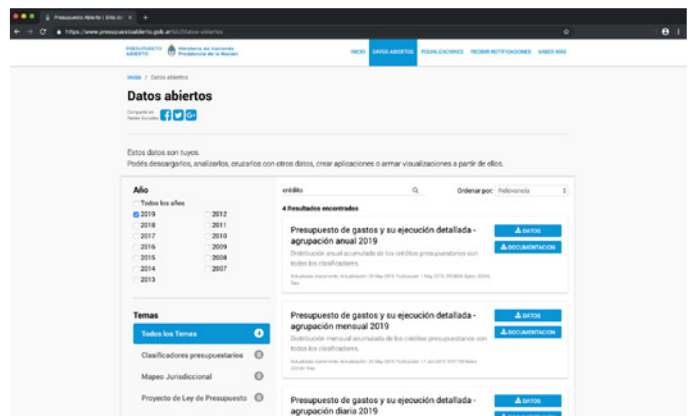 Presupuesto Abierto | Sitio de
https://www.presupuestoabierto.gob.ar/sici/datos-abiertos
PRESUPUESTO ABIERTO
Ministerio de Hacienda
Presidencia de la Nación
INICIO DATOS ABIERTOS VISUALIZACIONES RECIBIR NOTIFICACIONES SABER MÁS
Inicio / Datos abiertos
Datos abiertos
Compartir en
Redes Sociales
Estos datos son tuyos.
Podés descargarlos, analizarlos, cruzarlos con otros datos, crear aplicaciones o armar visualizaciones a partir de ellos.
Año
Todos los años
2019 2012
2018 2011
2017 2010
2016 2009
2015 2008
2014 2007
2013
Temas
Todos los Temas 4
Clasificadores presupuestarios 0
Mapeo Jurisdiccional 0
Proyecto de Ley de Presupuesto 0
crédito
Ordenar por: Relevancia
4 Resultados encontrados
Presupuesto de gastos y su ejecución detallada -
agrupación anual 2019
Distribución anual acumulada de los créditos presupuestarios con
todos los clasificadores.
DATOS
DOCUMENTACION
Presupuesto de gastos y su ejecución detallada -
agrupación mensual 2019
Distribución mensual acumulada de los créditos presupuestarios con
todos los clasificadores.
DATOS
DOCUMENTACION
Presupuesto de gastos y su ejecución detallada -
agrupación diaria 2019
DATOS